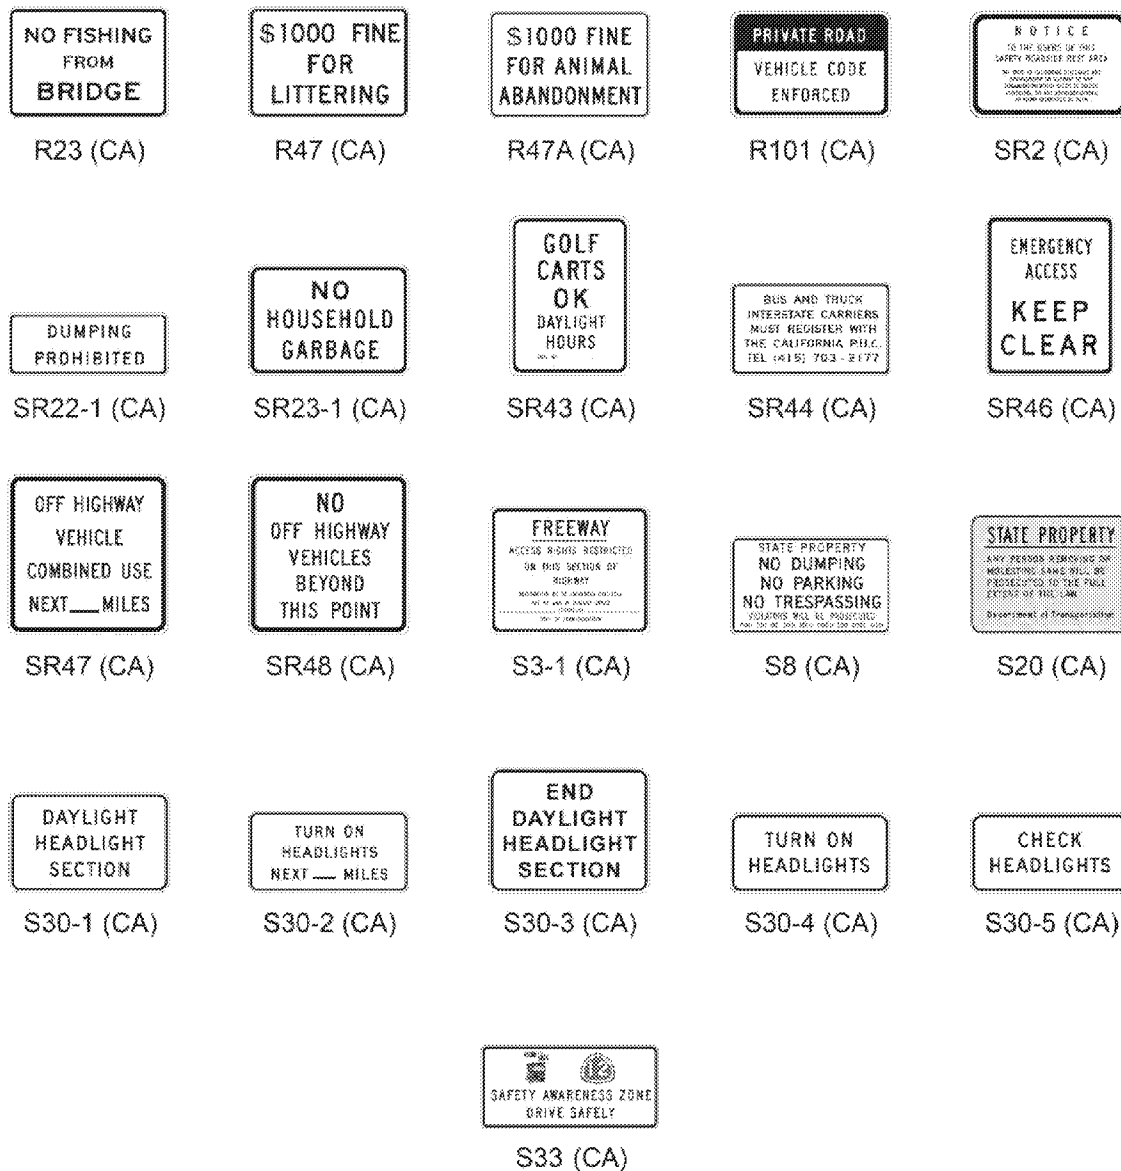 NO FISHING
FROM
BRIDGE
R23 (CA)
$1000 FINE
FOR
LITTERING
R47 (CA)
$1000 FINE
FOR ANIMAL
ABANDONMENT
R47A (CA)
PRIVATE ROAD
VEHICLE CODE
ENFORCED
R101 (CA)
NOTICE
TO THE USERS OF THIS
SAFETY ROADSIDE REST AREA
SR2 (CA)
DUMPING
PROHIBITED
SR22-1 (CA)
NO
HOUSEHOLD
GARBAGE
SR23-1 (CA)
GOLF
CARTS
OK
DAYLIGHT
HOURS
SR43 (CA)
BUS AND TRUCK
INTERSTATE CARRIERS
MUST REGISTER WITH
THE CALIFORNIA P.U.C.
TEL (415) 703-2177
SR44 (CA)
EMERGENCY
ACCESS
KEEP
CLEAR
SR46 (CA)
OFF HIGHWAY
VEHICLE
COMBINED USE
NEXT___MILES
SR47 (CA)
NO
OFF HIGHWAY
VEHICLES
BEYOND
THIS POINT
SR48 (CA)
FREEWAY
ACCESS RIGHTS RESTRICTED
ON THIS SECTION OF
HIGHWAY
S3-1 (CA)
STATE PROPERTY
NO DUMPING
NO PARKING
NO TRESPASSING
VIOLATORS WILL BE PROSECUTED
S8 (CA)
STATE PROPERTY
ANY PERSON REMOVING OR
MOLESTING SAME WILL BE
PROSECUTED TO THE FULL
EXTENT OF THE LAW
Department of Transportation
S20 (CA)
DAYLIGHT
HEADLIGHT
SECTION
S30-1 (CA)
TURN ON
HEADLIGHTS
NEXT ___ MILES
S30-2 (CA)
END
DAYLIGHT
HEADLIGHT
SECTION
S30-3 (CA)
TURN ON
HEADLIGHTS
S30-4 (CA)
CHECK
HEADLIGHTS
S30-5 (CA)
SAFETY AWARENESS ZONE
DRIVE SAFELY
S33 (CA)